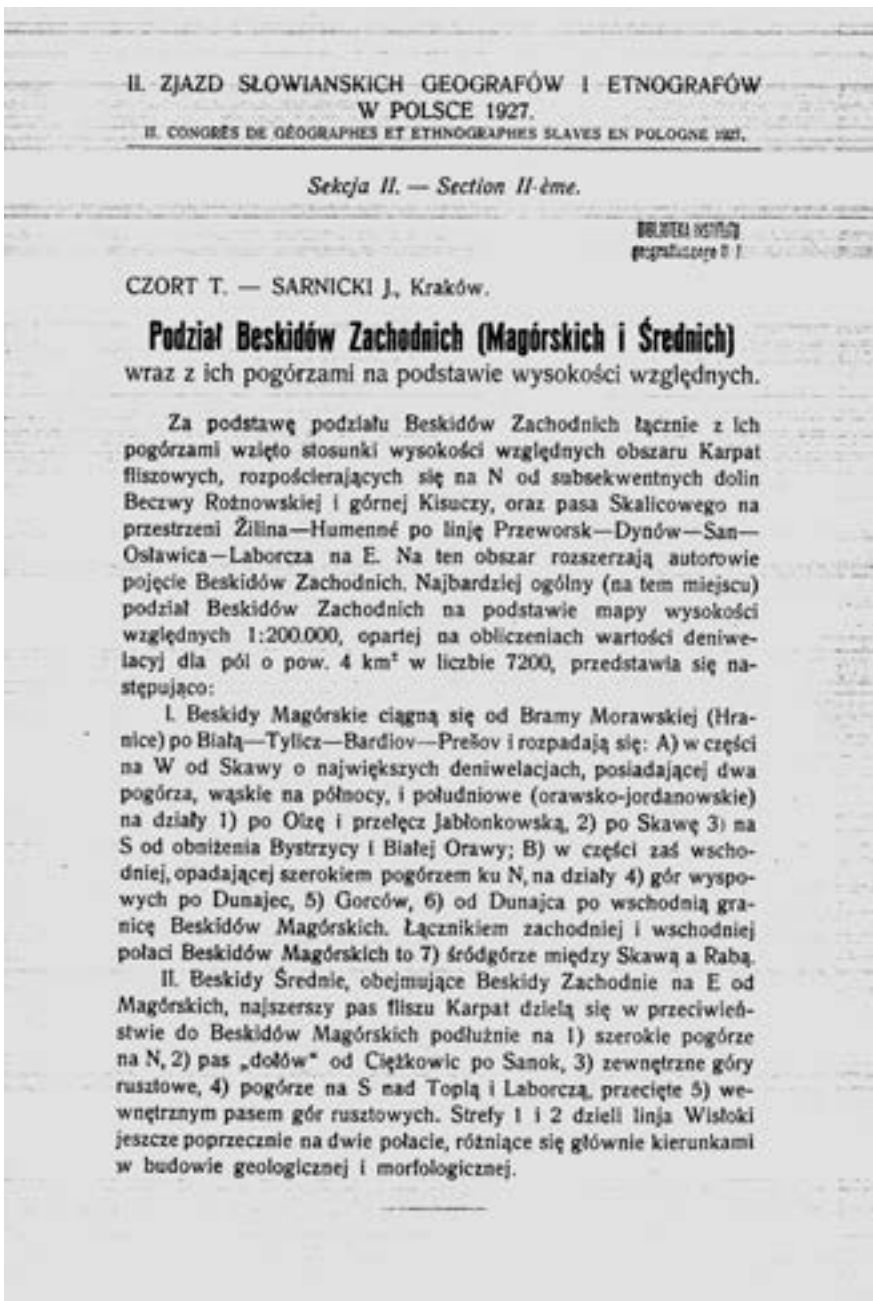 II. ZJAZD SŁOWIANSKICH GEOGRAFÓW I ETNOGRAFÓW
W POLSCE 1927.
II. CONGRÈS DE GÉOGRAPHES ET ETHNOGRAPHES SLAVES EN POLOGNE 1927.
Sekcja II. — Section II-ème.
BIBLIOTEKA INSTYTUTU
geograficznego U. J.
CZORT T. — SARNICKI J., Kraków.
Podział Beskidów Zachodnich (Magórskich i Średnich)
wraz z ich pogórzami na podstawie wysokości względnych.
Za podstawę podziału Beskidów Zachodnich łącznie z ich
pogórzami wzięto stosunki wysokości względnych obszaru Karpat
fliszowych, rozpościerających się na N od subsekwentnych dolin
Beczwy Rożnowskiej i górnej Kisuczy, oraz pasa Skalicowego na
przestrzeni Žilina—Humenné po linję Przeworsk—Dynów—San—
Osławica—Laborcza na E. Na ten obszar rozszerzają autorowie
pojęcie Beskidów Zachodnich. Najbardziej ogólny (na tem miejscu)
podział Beskidów Zachodnich na podstawie mapy wysokości
względnych 1:200.000, opartej na obliczeniach wartości deniwe-
lacyj dla pól o pow. 4 km² w liczbie 7200, przedstawia się na-
stępująco:
I. Beskidy Magórskie ciągną się od Bramy Morawskiej (Hra-
nice) po Białą—Tylicz—Bardiov—Prešov i rozpadają się: A) w części
na W od Skawy o największych deniwelacjach, posiadającej dwa
pogórza, wąskie na północy, i południowe (orawsko-jordanowskie)
na działy 1) po Olzę i przełęcz Jabłonkowską, 2) po Skawę 3) na
S od obniżenia Bystrzycy i Białej Orawy; B) w części zaś wscho-
dniej, opadającej szerokiem pogórzem ku N, na działy 4) gór wyspo-
wych po Dunajec, 5) Gorców, 6) od Dunajca po wschodnią gra-
nicę Beskidów Magórskich. Łącznikiem zachodniej i wschodniej
połaci Beskidów Magórskich to 7) śródgórze między Skawą a Rabą.
II. Beskidy Średnie, obejmujące Beskidy Zachodnie na E od
Magórskich, najszerszy pas fliszu Karpat dzielą się w przeciwień-
stwie do Beskidów Magórskich podłużnie na 1) szerokie pogórze
na N, 2) pas „dołów" od Ciężkowic po Sanok, 3) zewnętrzne góry
rusztowe, 4) pogórze na S nad Toplą i Laborczą, przecięte 5) we-
wnętrznym pasem gór rusztowych. Strefy 1 i 2 dzieli linja Wisłoki
jeszcze poprzecznie na dwie połacie, różniące się głównie kierunkami
w budowie geologicznej i morfologicznej.